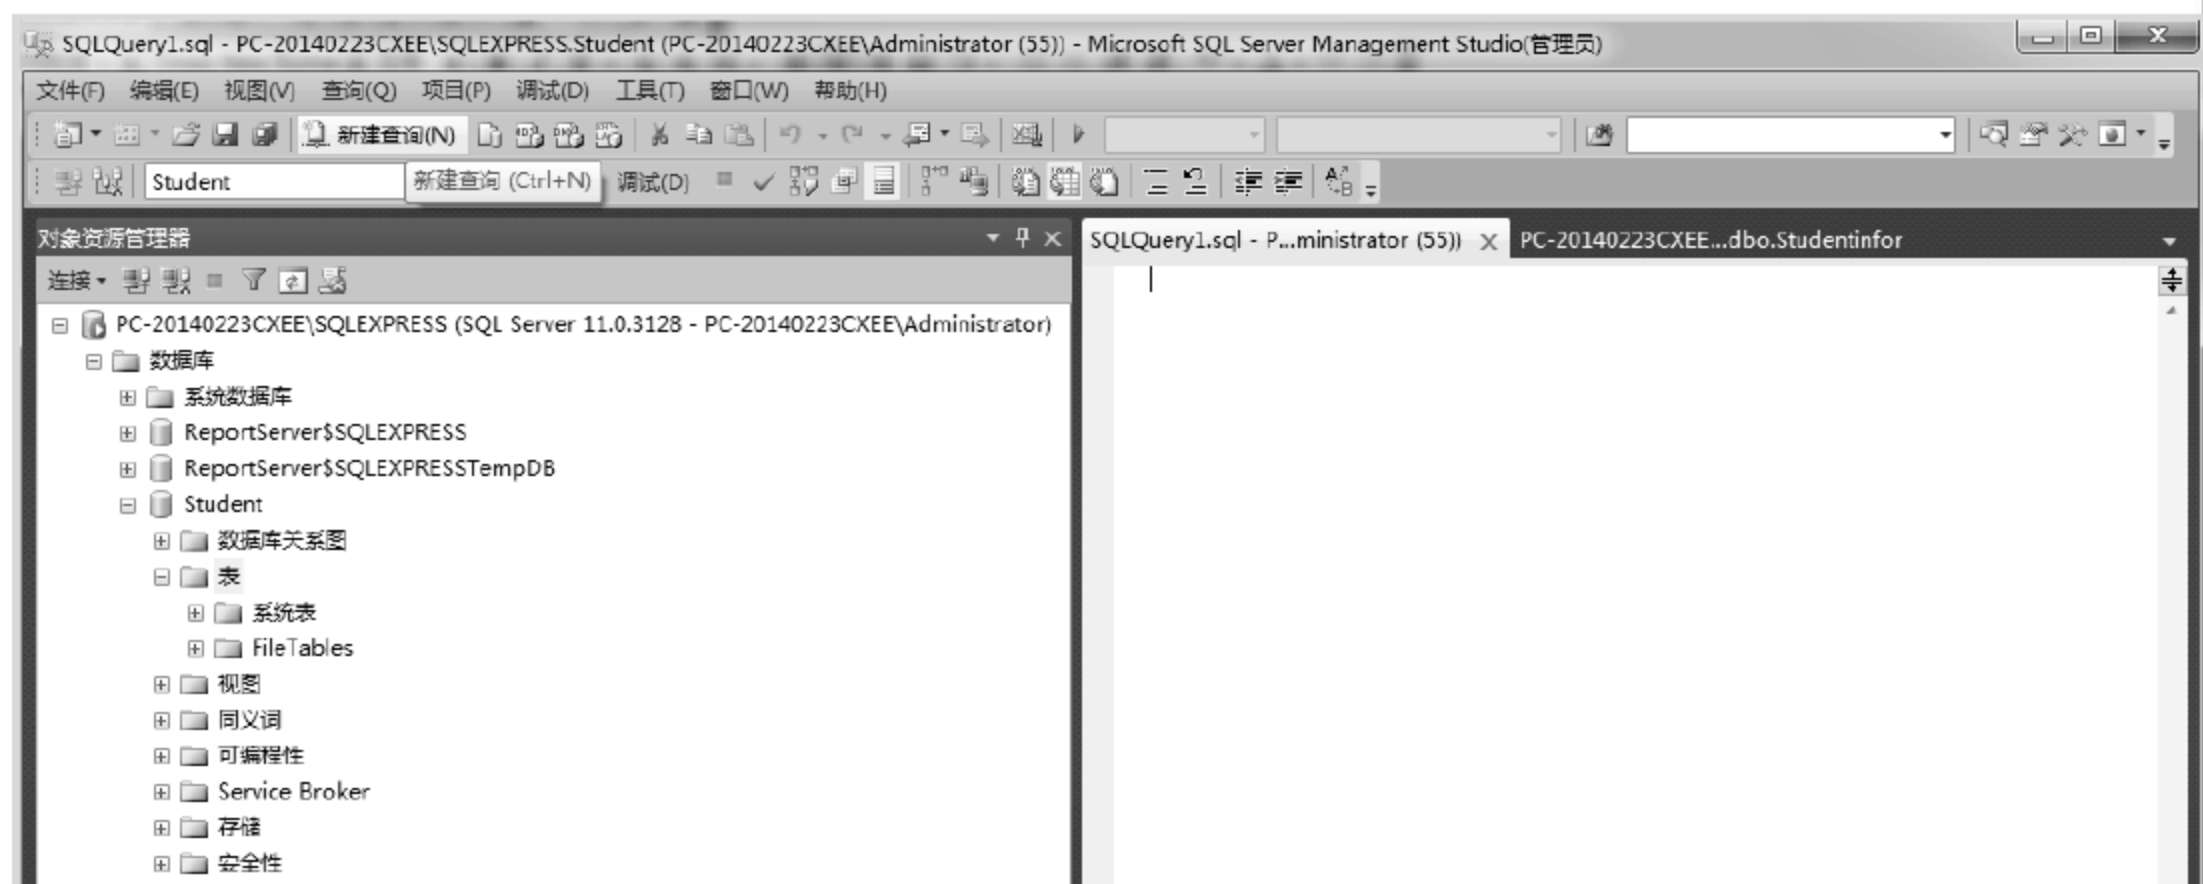 SQLQuery1.sql - PC-20140223CXEE\SQLEXPRESS.Student (PC-20140223CXEE\Administrator (55)) - Microsoft SQL Server Management Studio(管理员)
文件(F) 编辑(E) 视图(V) 查询(Q) 项目(P) 调试(D) 工具(T) 窗口(W) 帮助(H)
新建查询(N)
Student 新建查询 (Ctrl+N) 调试(D)
对象资源管理器
SQLQuery1.sql - P...ministrator (55)) PC-20140223CXEE...dbo.Studentinfor
连接
PC-20140223CXEE\SQLEXPRESS (SQL Server 11.0.3128 - PC-20140223CXEE\Administrator)
数据库
系统数据库
ReportServer$SQLEXPRESS
ReportServer$SQLEXPRESSTempDB
Student
数据库关系图
表
系统表
FileTables
视图
同义词
可编程性
Service Broker
存储
安全性